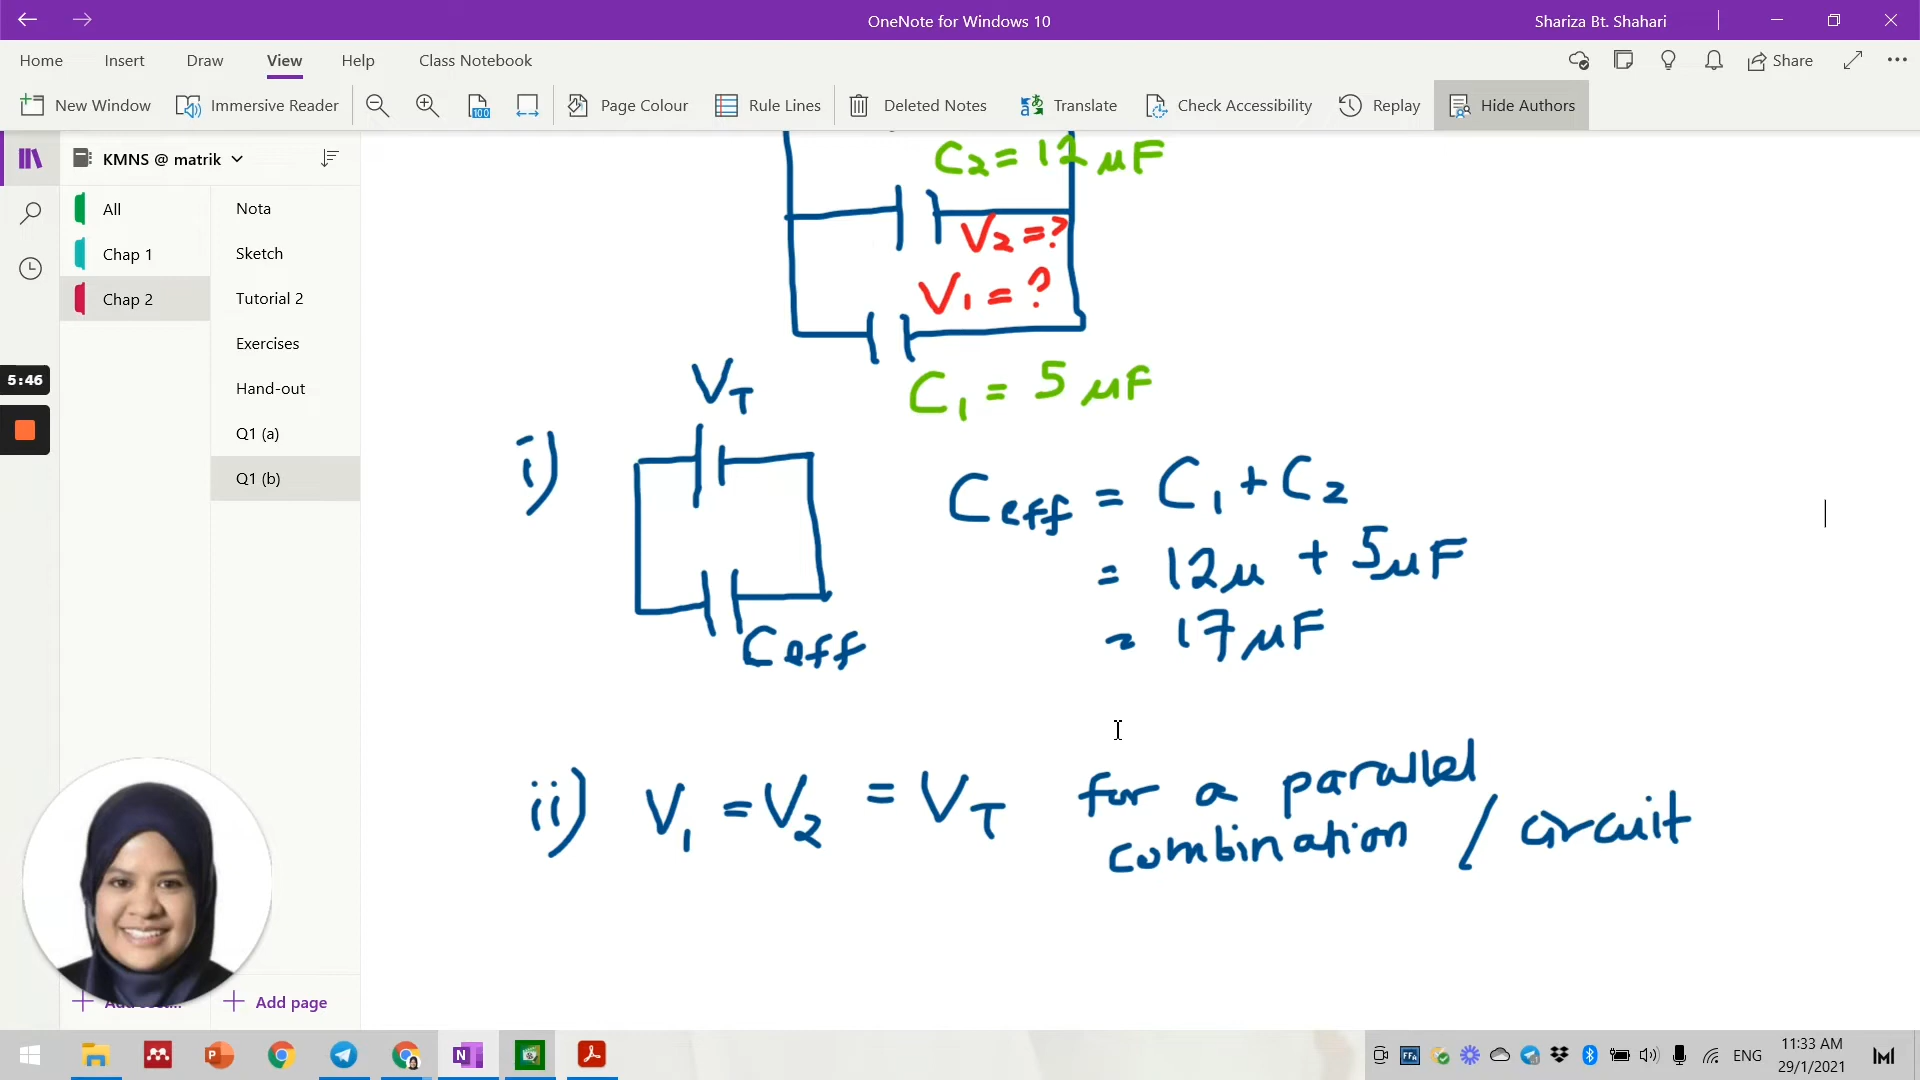 OneNote for Windows 10
Shariza Bt. Shahari
Home Insert Draw View Help Class Notebook
Share
New Window Immersive Reader 100 Page Colour Rule Lines Deleted Notes Translate Check Accessibility Replay Hide Authors
KMNS @ matrik
All
Chap 1
Chap 2
Nota
Sketch
Tutorial 2
Exercises
Hand-out
Q1 (a)
Q1 (b)
5:46
C2 = 12 μF
V2 = ?
V1 = ?
C1 = 5 μF
VT
i)
Ceff
Ceff = C1 + C2
= 12μ + 5μF
= 17μF
ii) V1 = V2 = VT for a parallel
combination / circuit
Add page
ENG
11:33 AM
29/1/2021